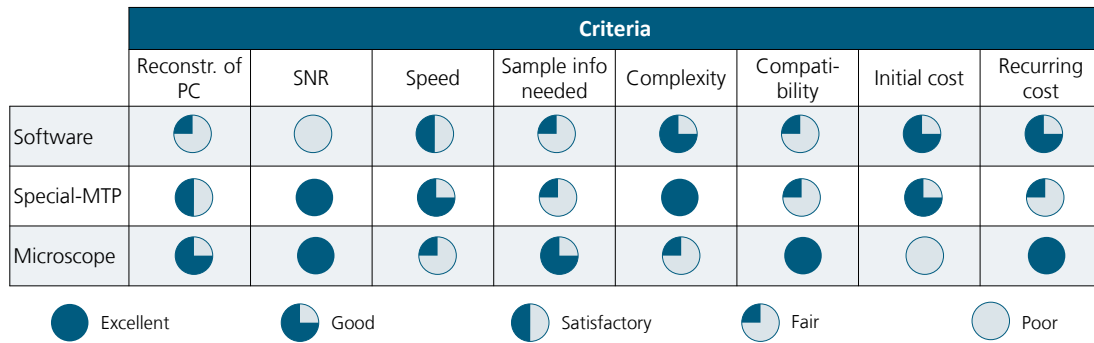 Criteria
Reconstr. of
PC
SNR
Speed
Sample info
needed
Complexity
Compati-
bility
Initial cost
Recurring
cost
Software
Special-MTP
Microscope
Excellent
Good
Satisfactory
Fair
Poor